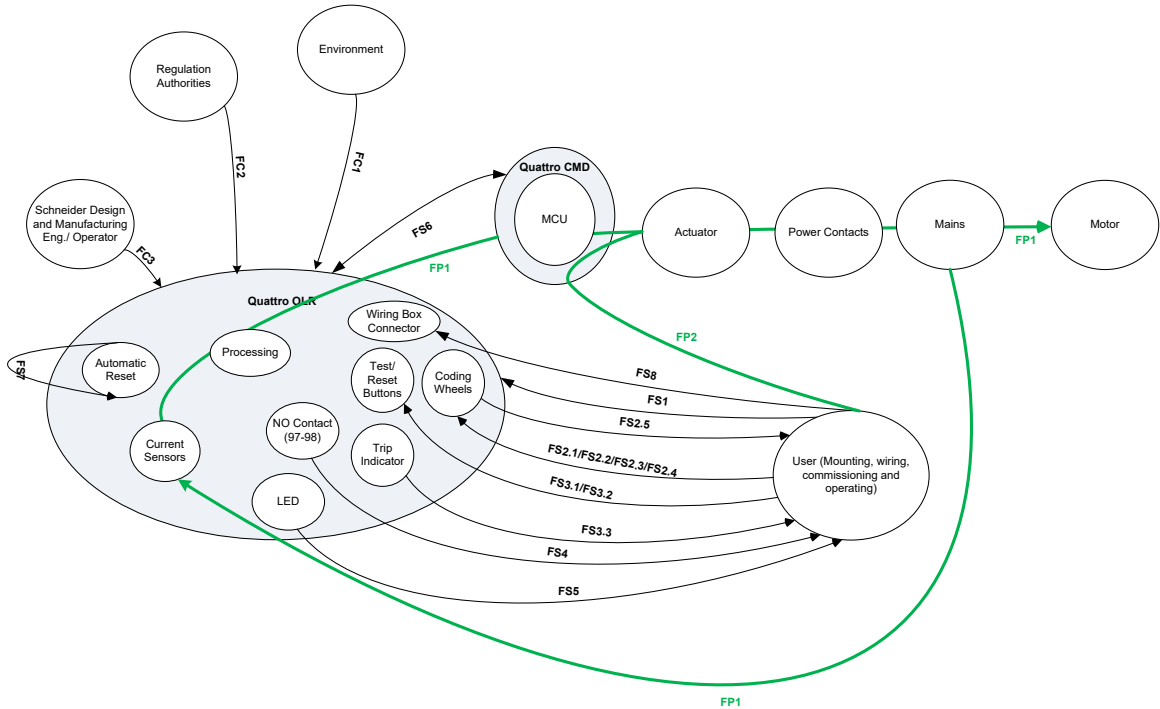 Environment
Regulation
Authorities
FC2
FC1
Quattro CMD
MCU
Schneider Design
and Manufacturing
Eng./ Operator
FC3
FS6
FP1
Actuator
Power Contacts
Mains
FP1
Motor
Quattro OLR
Wiring Box
Connector
FP2
Processing
Automatic
Reset
FS7
Test/
Reset
Buttons
Coding
Wheels
FS8
FS1
FS2.5
NO Contact
(97-98)
Current
Sensors
Trip
Indicator
FS2.1/FS2.2/FS2.3/FS2.4
FS3.1/FS3.2
User (Mounting, wiring,
commissioning and
operating)
LED
FS3.3
FS4
FS5
FP1